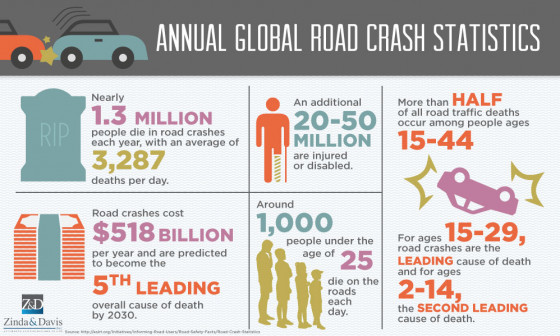 ANNUAL GLOBAL ROAD CRASH STATISTICS
RIP
Nearly
1.3 MILLION
people die in road crashes
each year, with an average of
3,287
deaths per day.
An additional
20-50
MILLION
are injured
or disabled.
More than HALF
of all road traffic deaths
occur among people ages
15-44
Road crashes cost
$518 BILLION
per year and are predicted
to become the
5TH LEADING
overall cause of death
by 2030.
Around
1,000
people under the
age of 25
die on the
roads
each day.
For ages 15-29,
road crashes are the
LEADING cause of death
and for ages
2-14,
the SECOND LEADING
cause of death.
Z&D
Zinda&Davis